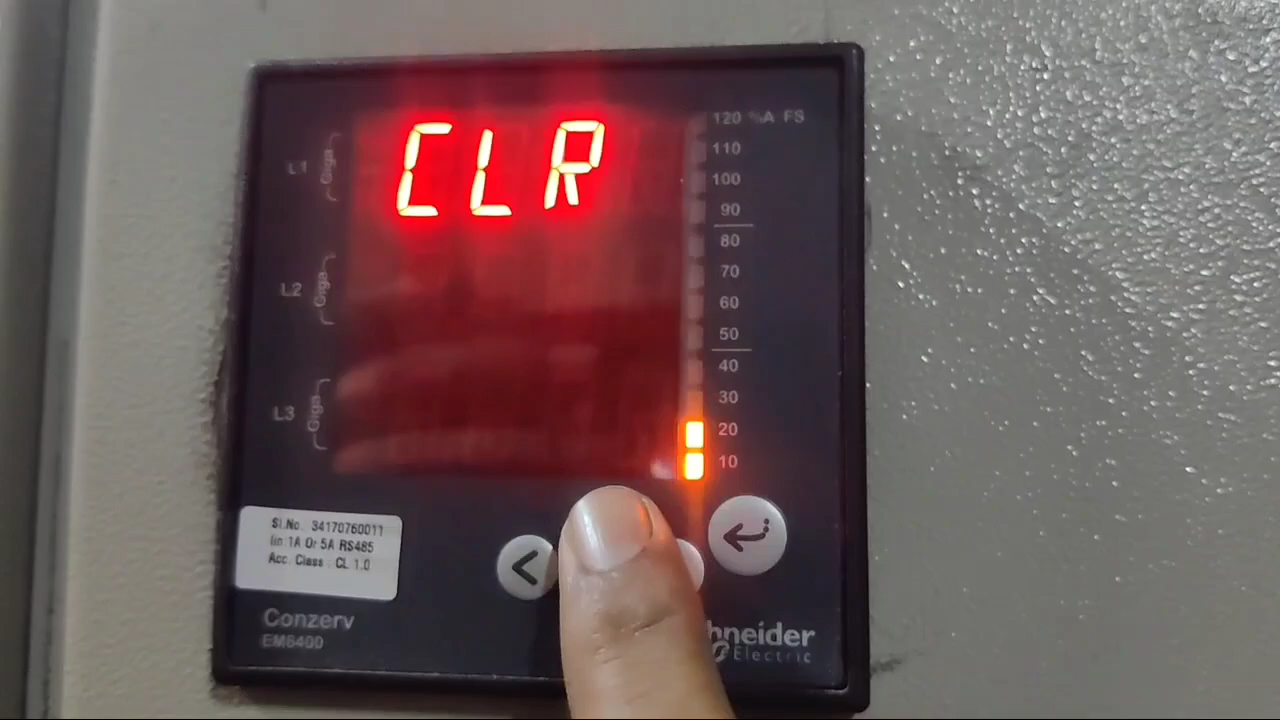 CLR
120 %A FS
110
100
90
80
70
60
50
40
30
20
10
L1 Giga
L2 Giga
L3 Giga
Sl.No. 34170760011
Iin:1A Or 5A RS485
Acc. Class : CL 1.0
<
Conzerv
EM6400
hneider
Electric